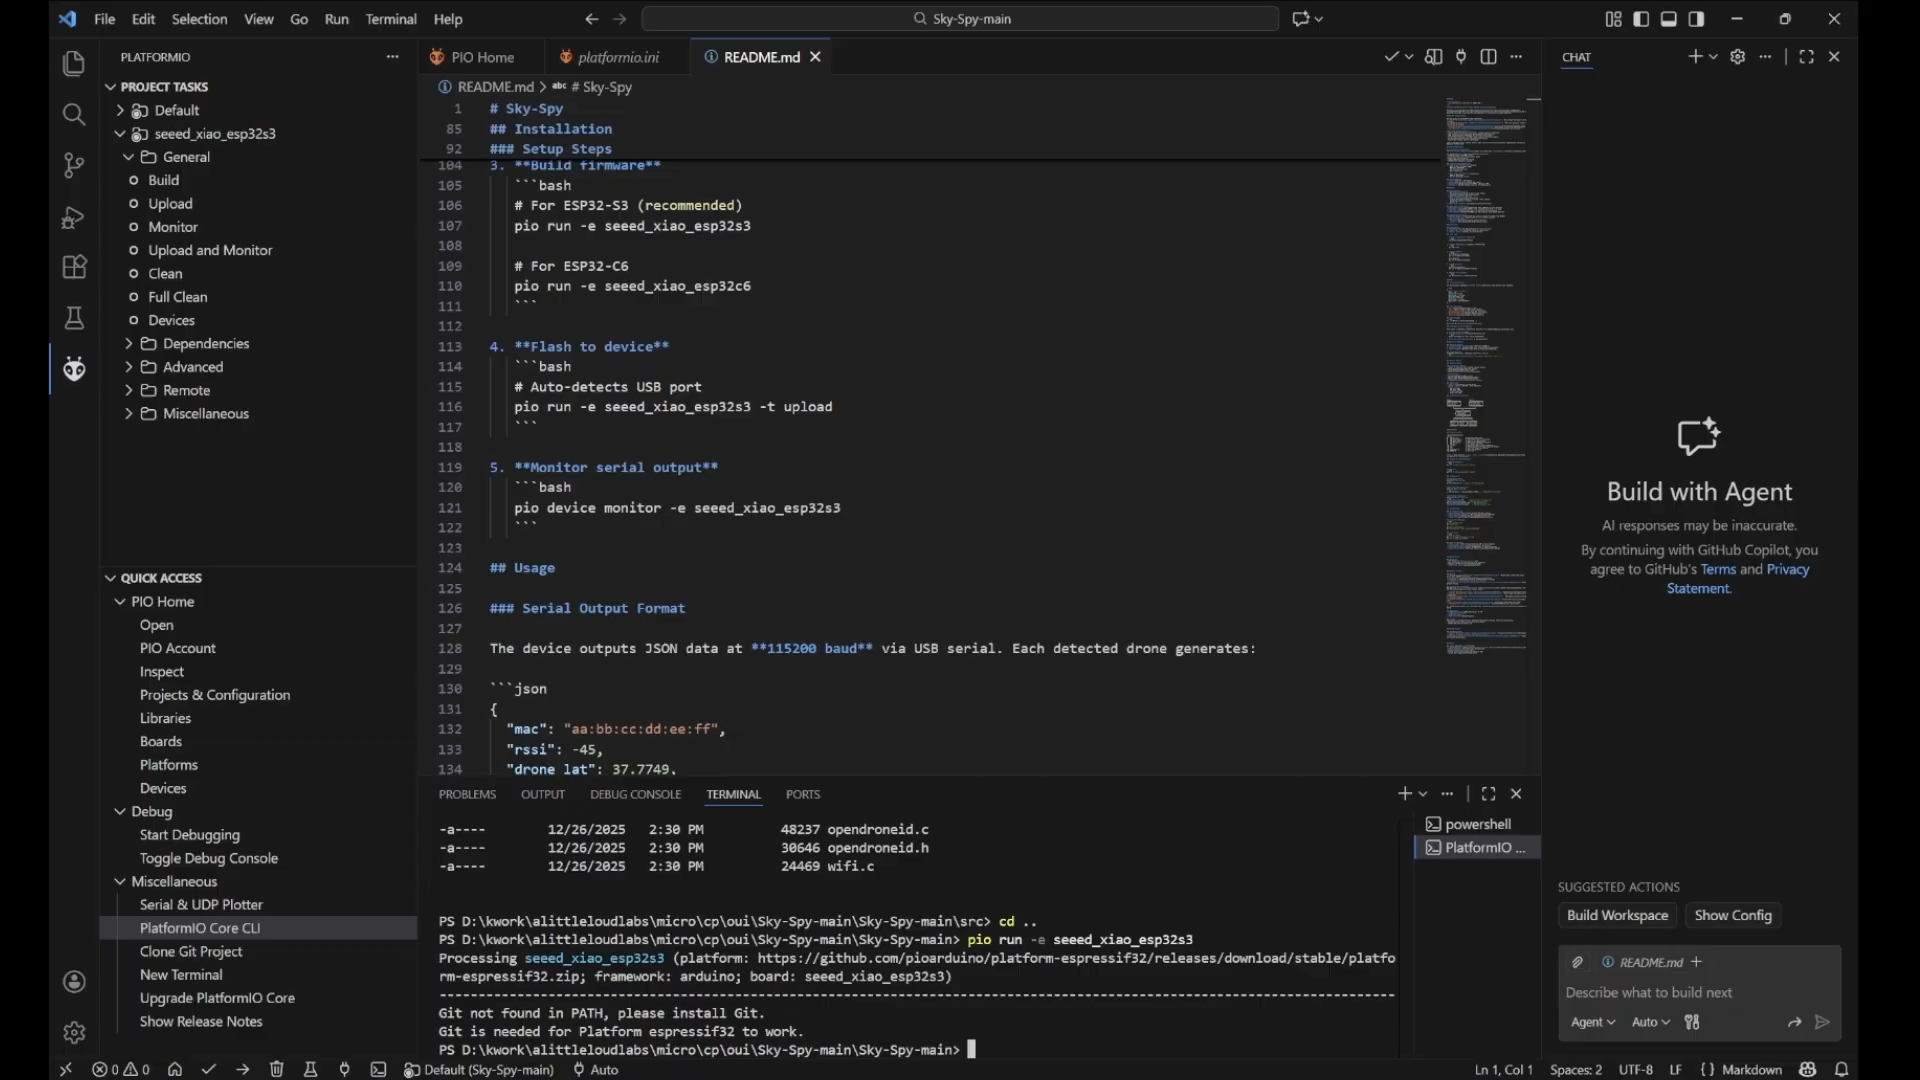 File Edit Selection View Go Run Terminal Help
Sky-Spy-main
PLATFORMIO
PROJECT TASKS
Default
seeed_xiao_esp32s3
General
Build
Upload
Monitor
Upload and Monitor
Clean
Full Clean
Devices
Dependencies
Advanced
Remote
Miscellaneous
QUICK ACCESS
PIO Home
Open
PIO Account
Inspect
Projects & Configuration
Libraries
Boards
Platforms
Devices
Debug
Start Debugging
Toggle Debug Console
Miscellaneous
Serial & UDP Plotter
PlatformIO Core CLI
Clone Git Project
New Terminal
Upgrade PlatformIO Core
Show Release Notes
PIO Home platformio.ini README.md
README.md > abc # Sky-Spy
1 # Sky-Spy
85 ## Installation
92 ### Setup Steps
104 3. **Build firmware**
105 ```bash
106 # For ESP32-S3 (recommended)
107 pio run -e seeed_xiao_esp32s3
108
109 # For ESP32-C6
110 pio run -e seeed_xiao_esp32c6
111 ```
112
113 4. **Flash to device**
114 ```bash
115 # Auto-detects USB port
116 pio run -e seeed_xiao_esp32s3 -t upload
117 ```
118
119 5. **Monitor serial output**
120 ```bash
121 pio device monitor -e seeed_xiao_esp32s3
122 ```
123
124 ## Usage
125
126 ### Serial Output Format
127
128 The device outputs JSON data at **115200 baud** via USB serial. Each detected drone generates:
129
130 ```json
131 {
132 "mac": "aa:bb:cc:dd:ee:ff",
133 "rssi": -45,
134 "drone_lat": 37.7749,
PROBLEMS OUTPUT DEBUG CONSOLE TERMINAL PORTS
-a---- 12/26/2025 2:30 PM 48237 opendroneid.c
-a---- 12/26/2025 2:30 PM 30646 opendroneid.h
-a---- 12/26/2025 2:30 PM 24469 wifi.c
PS D:\kwork\alittleloudlabs\micro\cp\oui\Sky-Spy-main\Sky-Spy-main\src> cd ..
PS D:\kwork\alittleloudlabs\micro\cp\oui\Sky-Spy-main\Sky-Spy-main> pio run -e seeed_xiao_esp32s3
Processing seeed_xiao_esp32s3 (platform: https://github.com/pioarduino/platform-espressif32/releases/download/stable/platfo
rm-espressif32.zip; framework: arduino; board: seeed_xiao_esp32s3)
--------------------------------------------------------------------------------
Git not found in PATH, please install Git.
Git is needed for Platform espressif32 to work.
PS D:\kwork\alittleloudlabs\micro\cp\oui\Sky-Spy-main\Sky-Spy-main>
powershell
PlatformIO ...
CHAT
Build with Agent
AI responses may be inaccurate.
By continuing with GitHub Copilot, you
agree to GitHub's Terms and Privacy
Statement.
SUGGESTED ACTIONS
Build Workspace Show Config
README.md
Describe what to build next
Agent Auto
0 0 Default (Sky-Spy-main) Auto
Ln 1, Col 1 Spaces: 2 UTF-8 LF {} Markdown